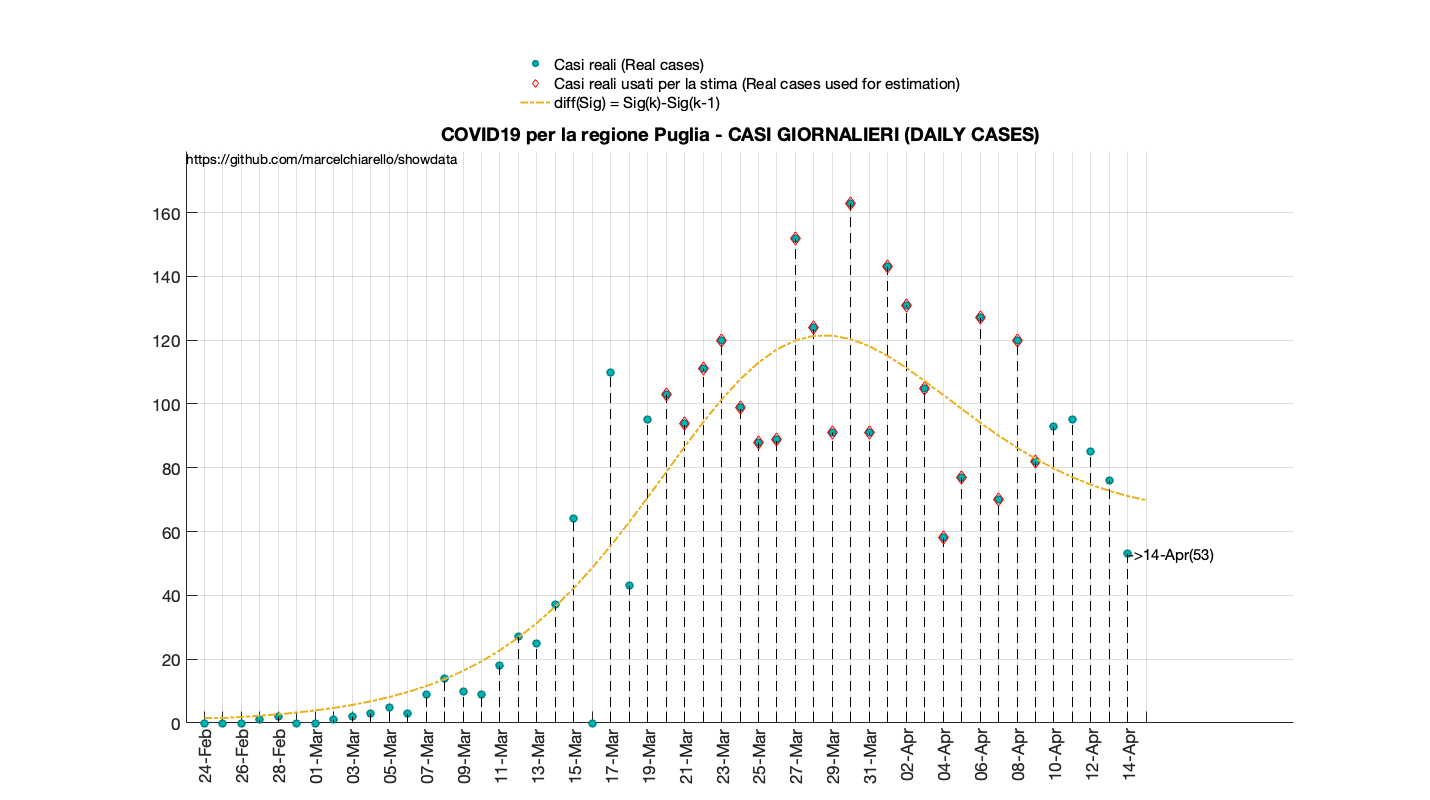 Casi reali (Real cases)
Casi reali usati per la stima (Real cases used for estimation)
diff(Sig) = Sig(k)-Sig(k-1)
COVID19 per la regione Puglia - CASI GIORNALIERI (DAILY CASES)
https://github.com/marcelchiarello/showdata
160
140
120
100
80
60
40
20
0
->14-Apr(53)
24-Feb
26-Feb
28-Feb
01-Mar
03-Mar
05-Mar
07-Mar
09-Mar
11-Mar
13-Mar
15-Mar
17-Mar
19-Mar
21-Mar
23-Mar
25-Mar
27-Mar
29-Mar
31-Mar
02-Apr
04-Apr
06-Apr
08-Apr
10-Apr
12-Apr
14-Apr